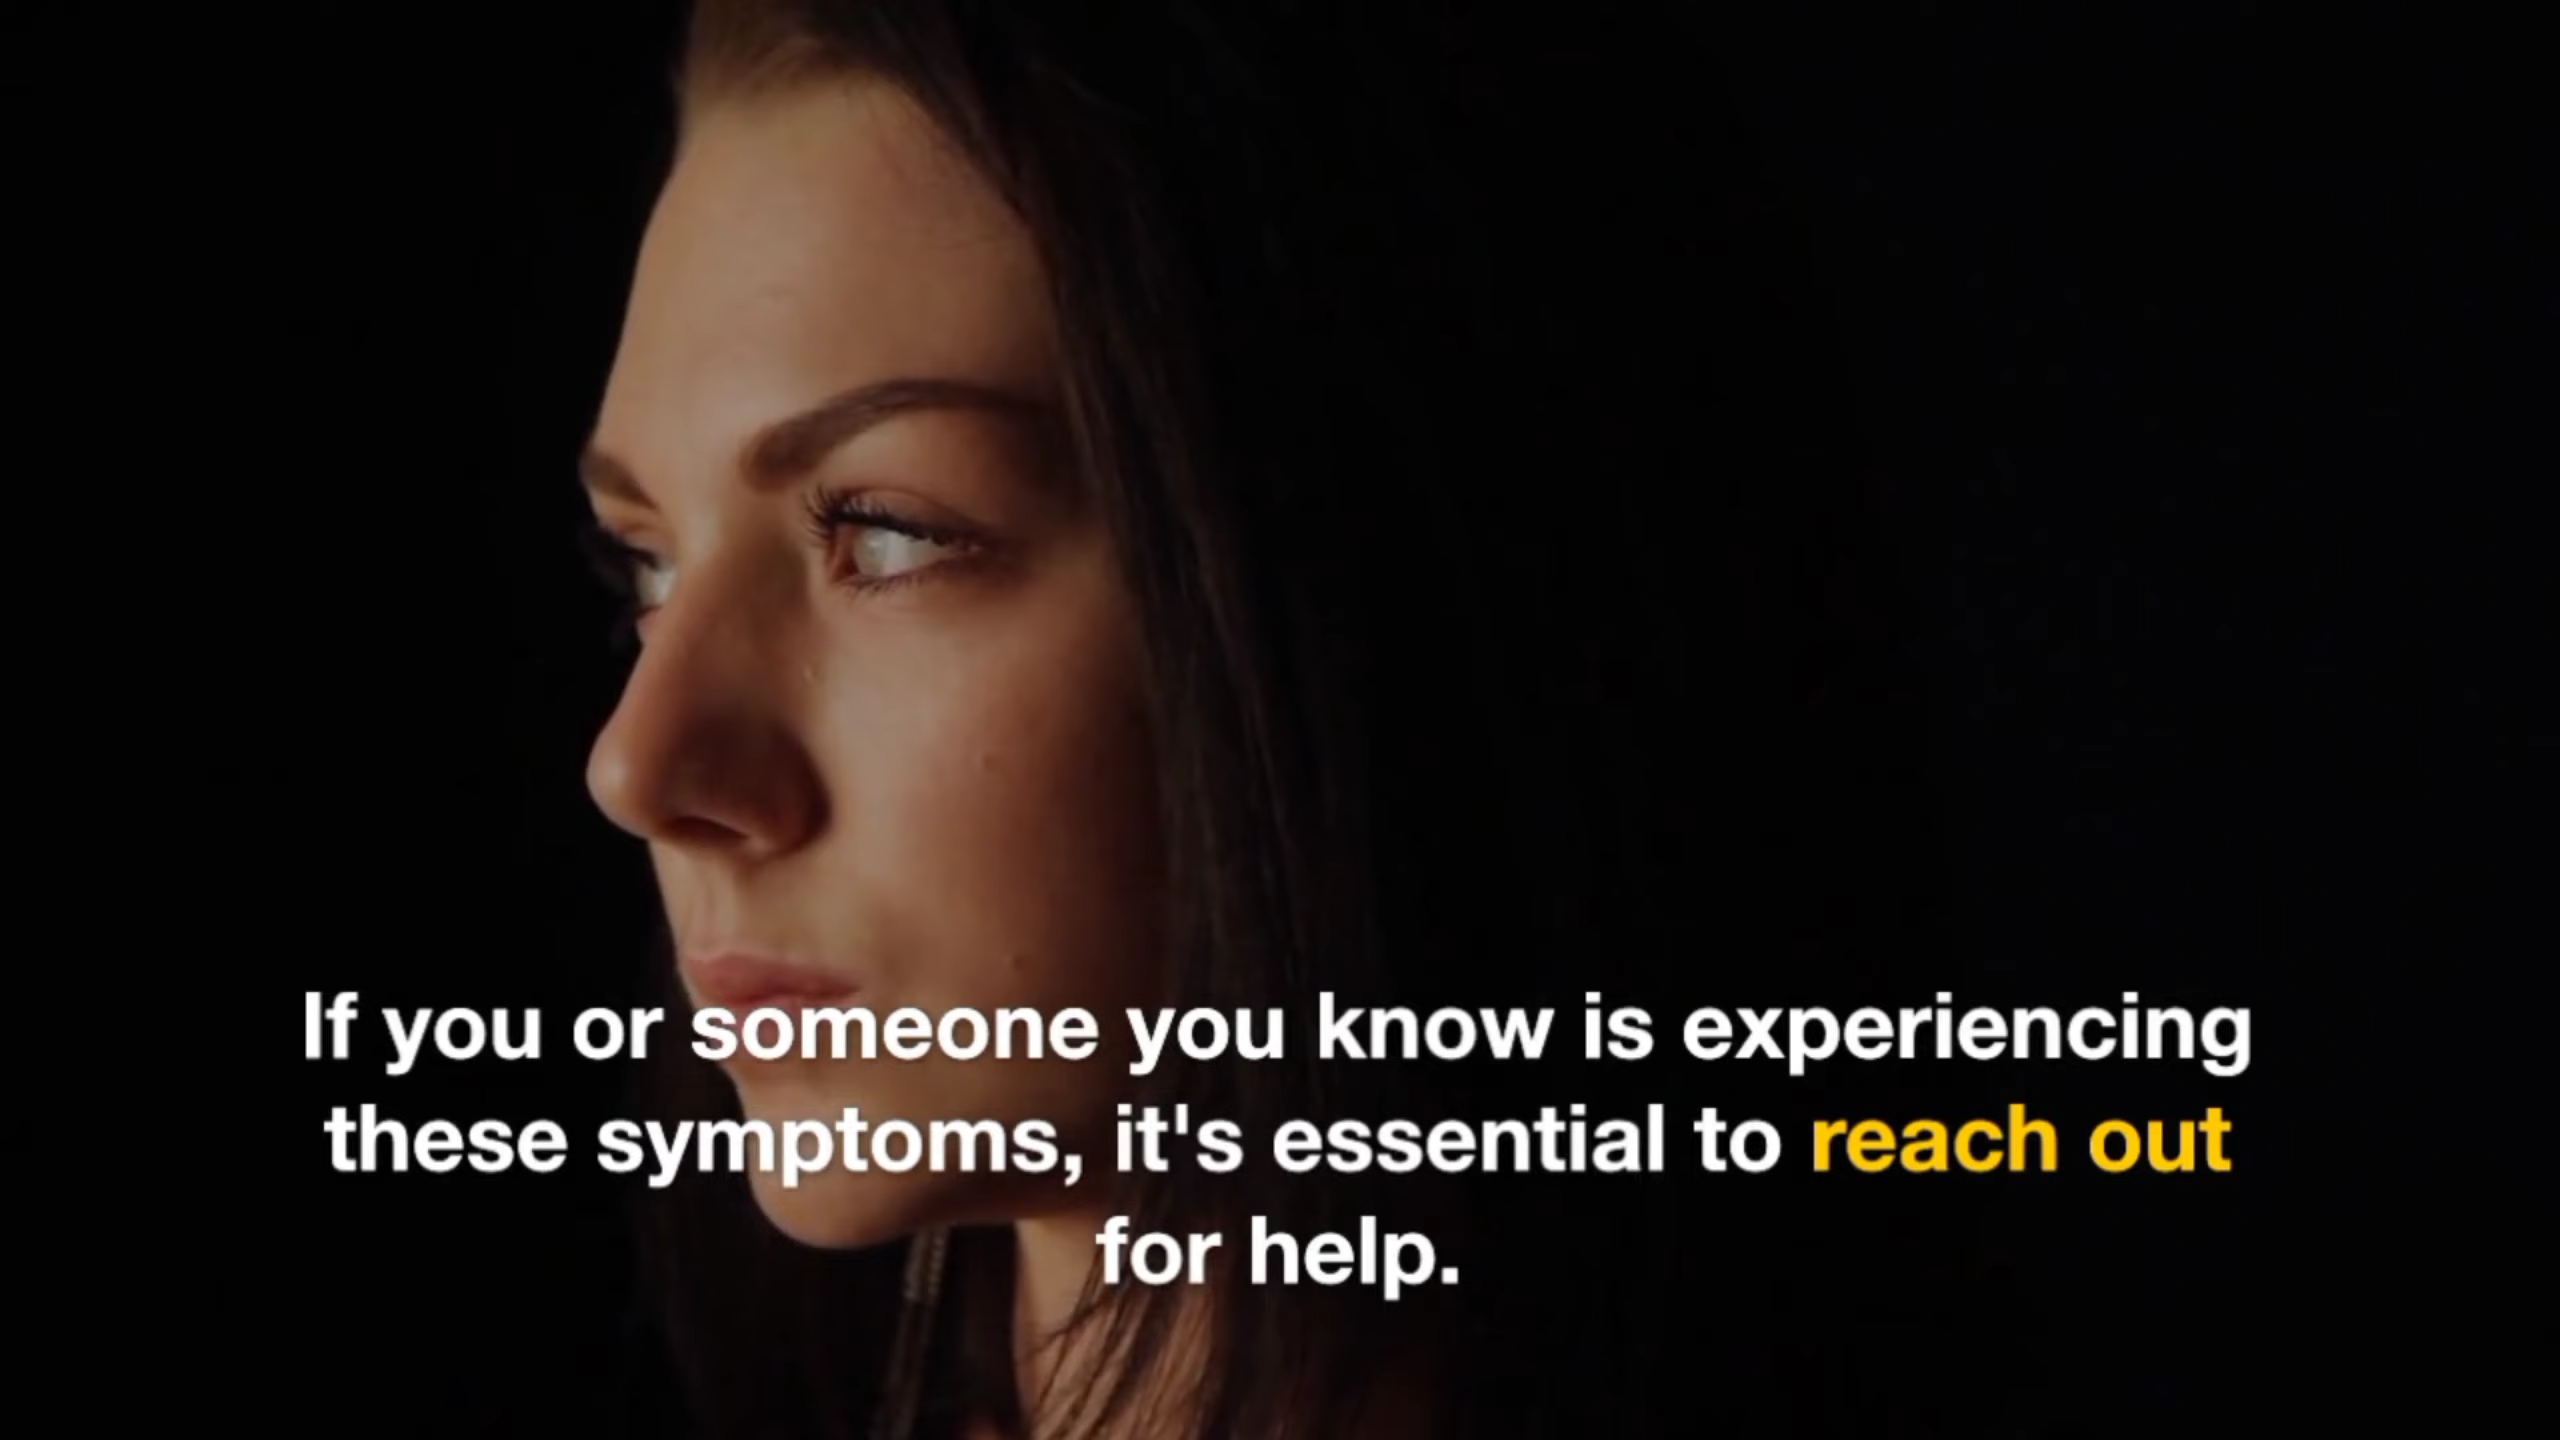 If you or someone you know is experiencing
these symptoms, it's essential to reach out
for help.